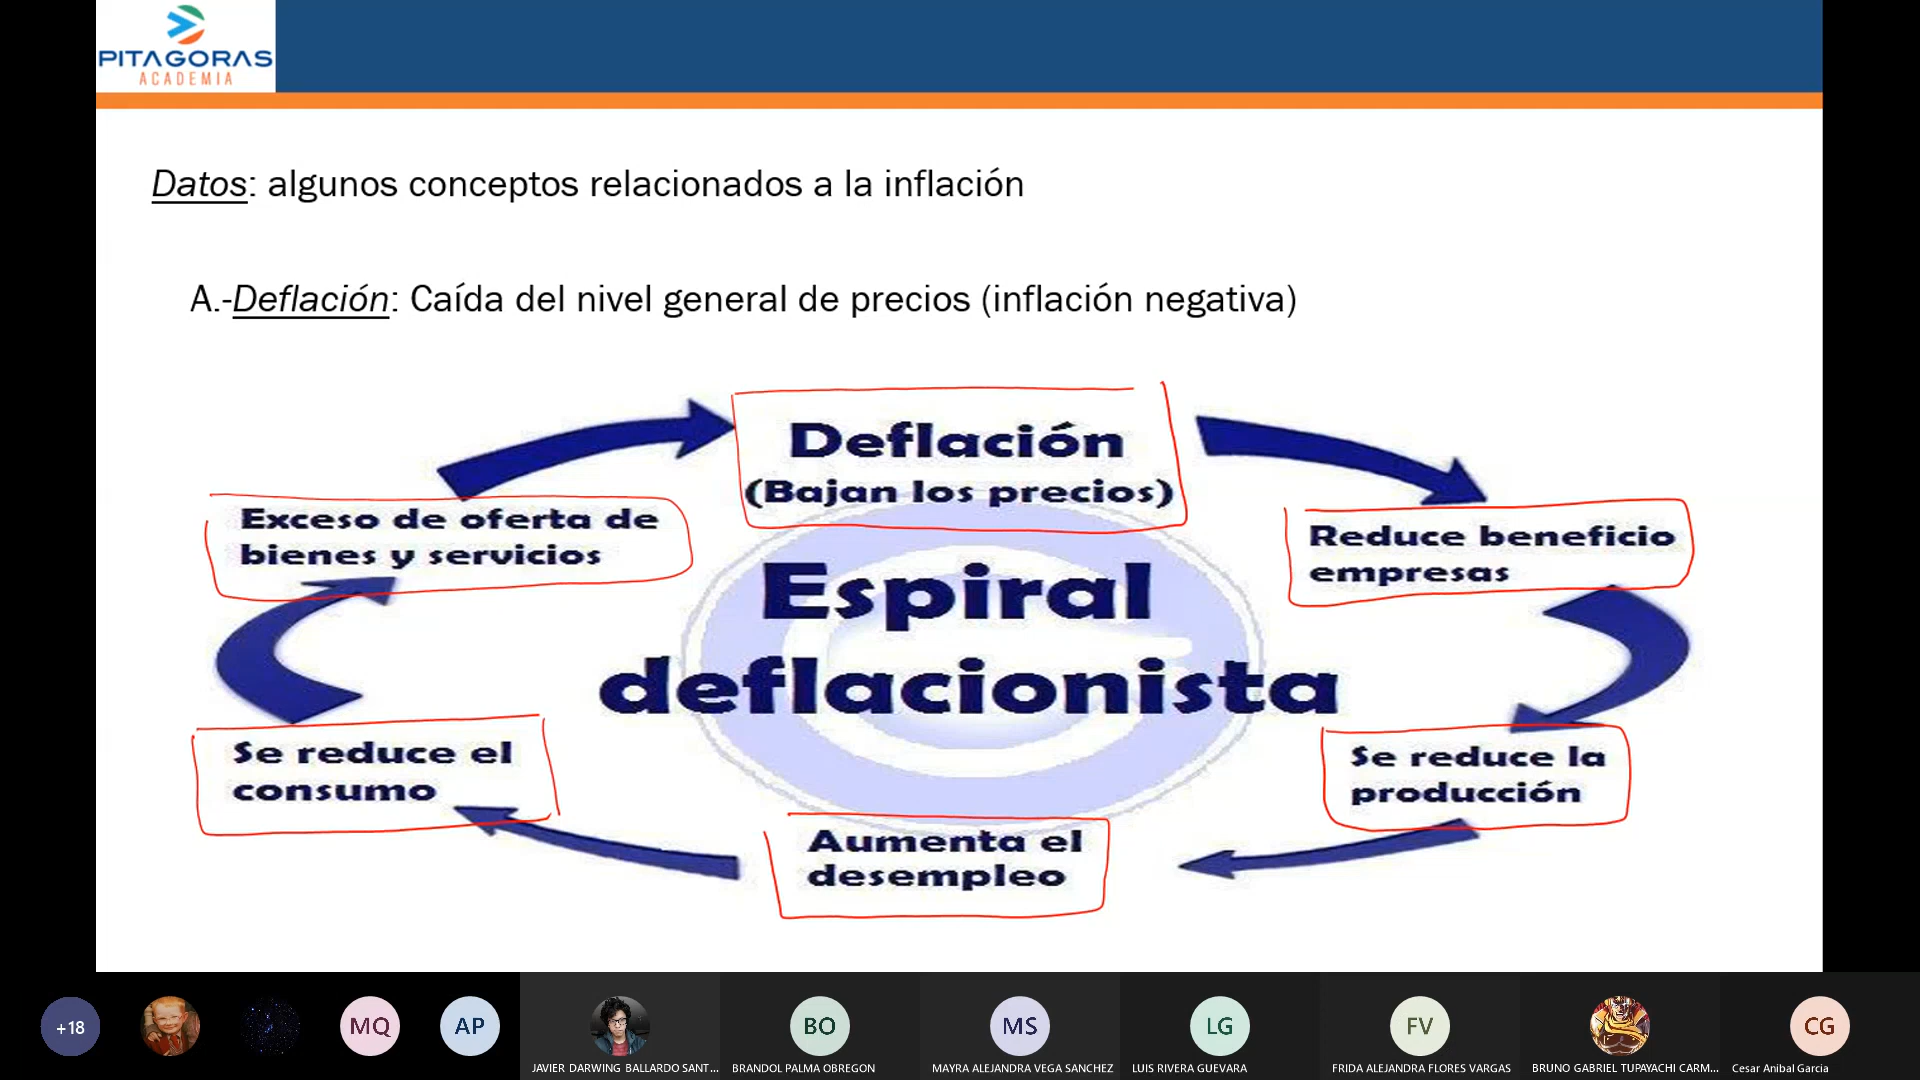 PITAGORAS
ACADEMIA
Datos: algunos conceptos relacionados a la inflación
A.-Deflación: Caída del nivel general de precios (inflación negativa)
Deflación
(Bajan los precios)
Exceso de oferta de
bienes y servicios
Reduce beneficio
empresas
Espiral
deflacionista
Se reduce el
consumo
Se reduce la
producción
Aumenta el
desempleo
+18
MQ
AP
BO
MS
LG
FV
CG
JAVIER DARWING BALLARDO SANT...
BRANDOL PALMA OBREGON
MAYRA ALEJANDRA VEGA SANCHEZ
LUIS RIVERA GUEVARA
FRIDA ALEJANDRA FLORES VARGAS
BRUNO GABRIEL TUPAYACHI CARM...
Cesar Anibal Garcia